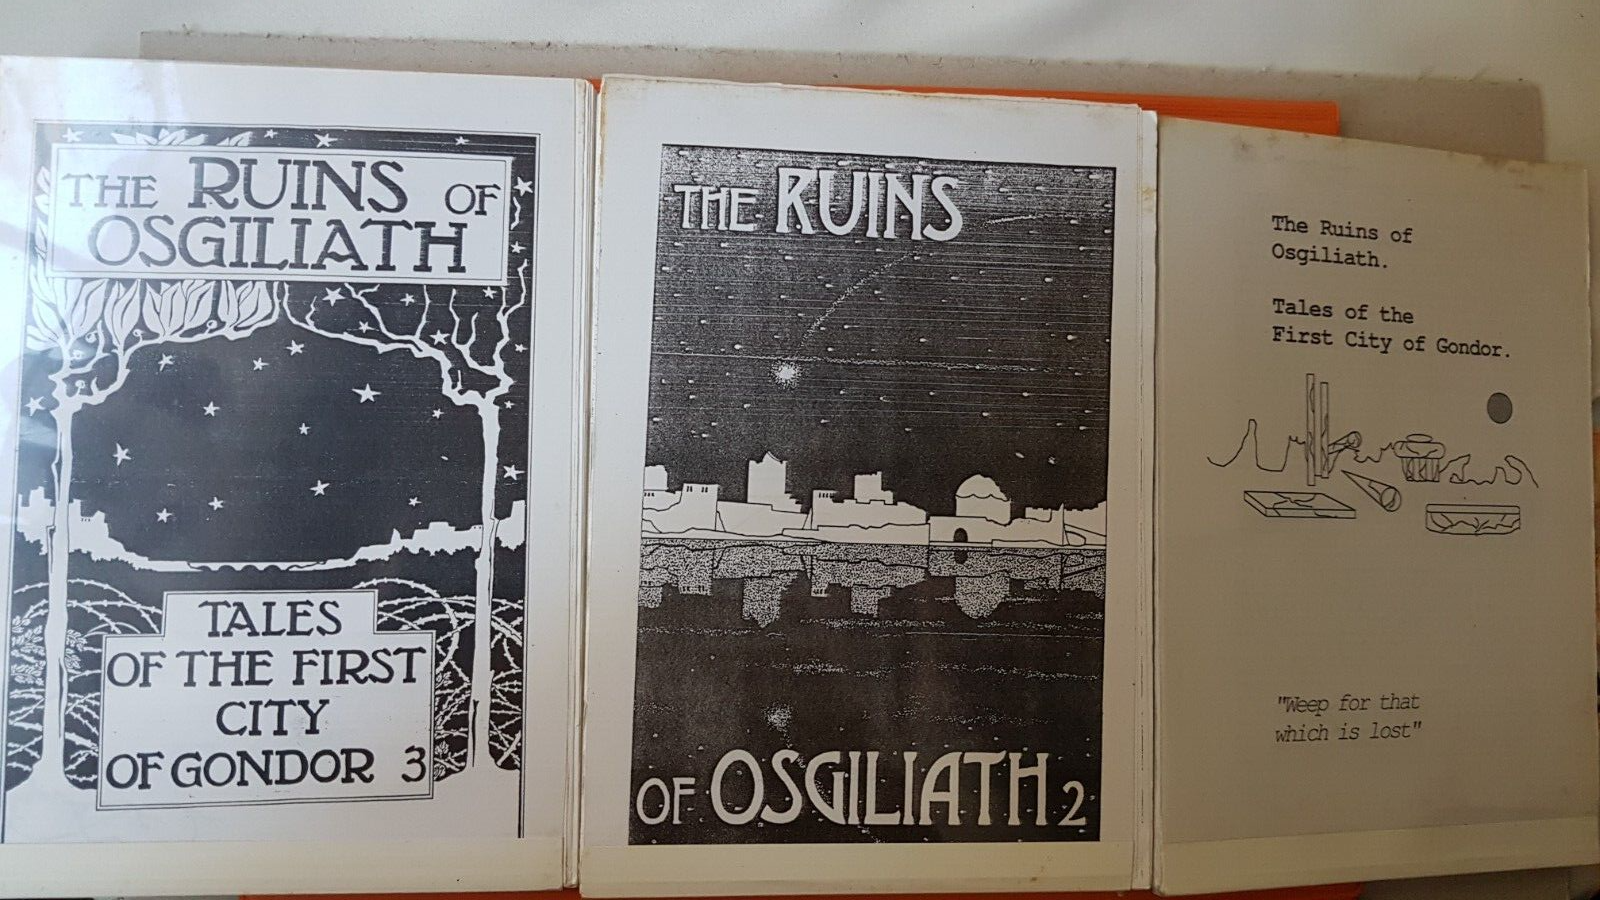 THE RUINS OF
OSGILIATH
TALES
OF THE FIRST
CITY
OF GONDOR 3
THE RUINS
OF OSGILIATH 2
The Ruins of
Osgiliath.
Tales of the
First City of Gondor.
"Weep for that
which is lost"